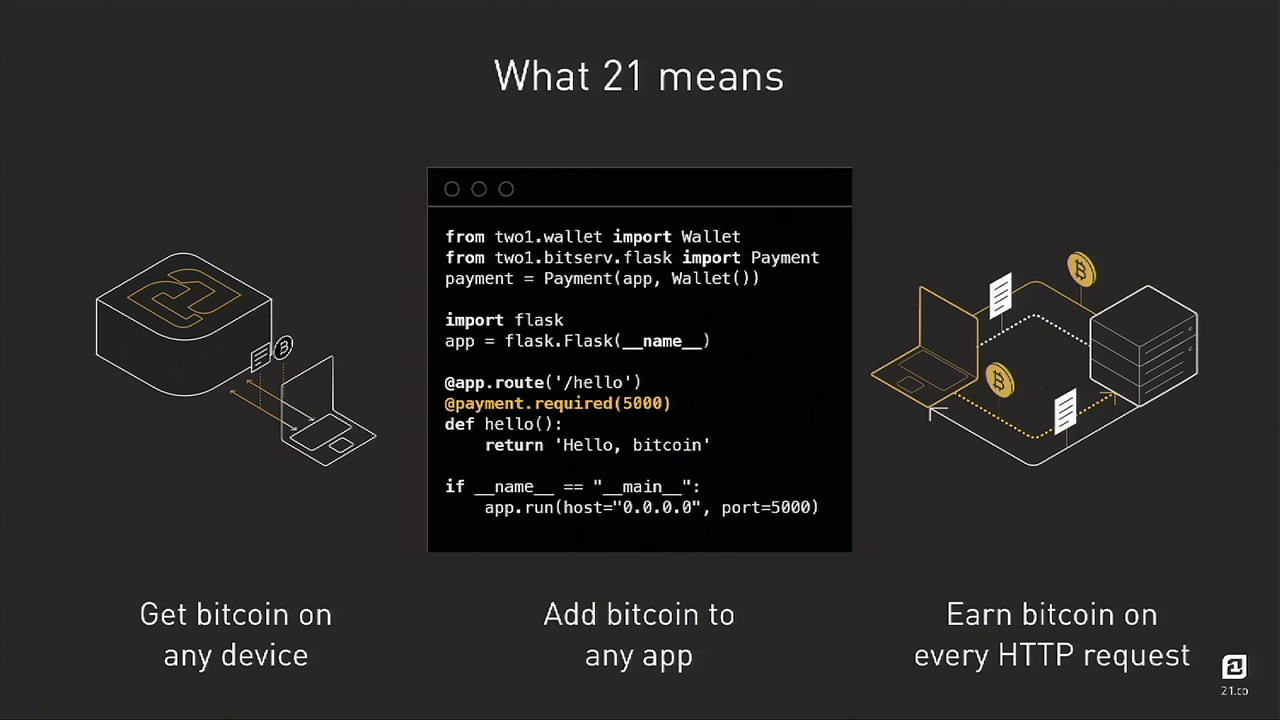 What 21 means
from two1.wallet import Wallet
from two1.bitserv.flask import Payment
payment = Payment(app, Wallet())
import flask
app = flask.Flask(__name__)
@app.route('/hello')
@payment.required(5000)
def hello():
    return 'Hello, bitcoin'
if __name__ == "__main__":
    app.run(host="0.0.0.0", port=5000)
Get bitcoin on
any device
Add bitcoin to
any app
Earn bitcoin on
every HTTP request
21.co